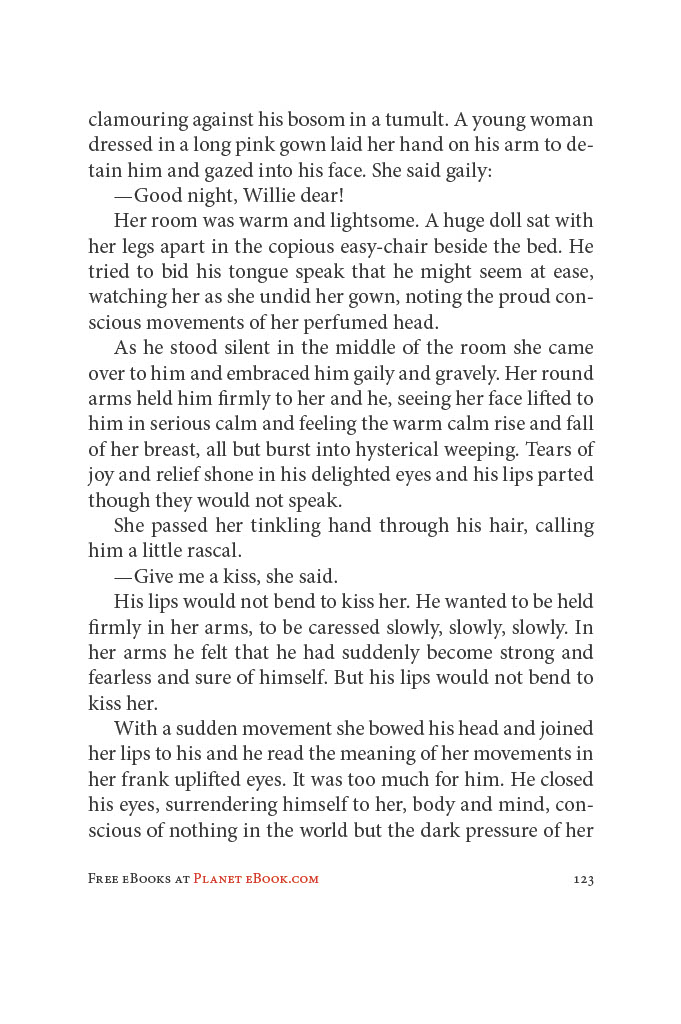 clamouring against his bosom in a tumult. A young woman
dressed in a long pink gown laid her hand on his arm to de-
tain him and gazed into his face. She said gaily:
—Good night, Willie dear!
Her room was warm and lightsome. A huge doll sat with
her legs apart in the copious easy-chair beside the bed. He
tried to bid his tongue speak that he might seem at ease,
watching her as she undid her gown, noting the proud con-
scious movements of her perfumed head.
As he stood silent in the middle of the room she came
over to him and embraced him gaily and gravely. Her round
arms held him firmly to her and he, seeing her face lifted to
him in serious calm and feeling the warm calm rise and fall
of her breast, all but burst into hysterical weeping. Tears of
joy and relief shone in his delighted eyes and his lips parted
though they would not speak.
She passed her tinkling hand through his hair, calling
him a little rascal.
—Give me a kiss, she said.
His lips would not bend to kiss her. He wanted to be held
firmly in her arms, to be caressed slowly, slowly, slowly. In
her arms he felt that he had suddenly become strong and
fearless and sure of himself. But his lips would not bend to
kiss her.
With a sudden movement she bowed his head and joined
her lips to his and he read the meaning of her movements in
her frank uplifted eyes. It was too much for him. He closed
his eyes, surrendering himself to her, body and mind, con-
scious of nothing in the world but the dark pressure of her
Free eBooks at Planet eBook.com 123